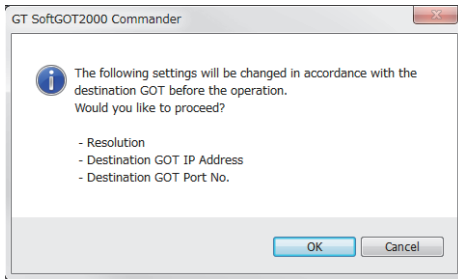 GT SoftGOT2000 Commander
The following settings will be changed in accordance with the
destination GOT before the operation.
Would you like to proceed?
- Resolution
- Destination GOT IP Address
- Destination GOT Port No.
OK Cancel